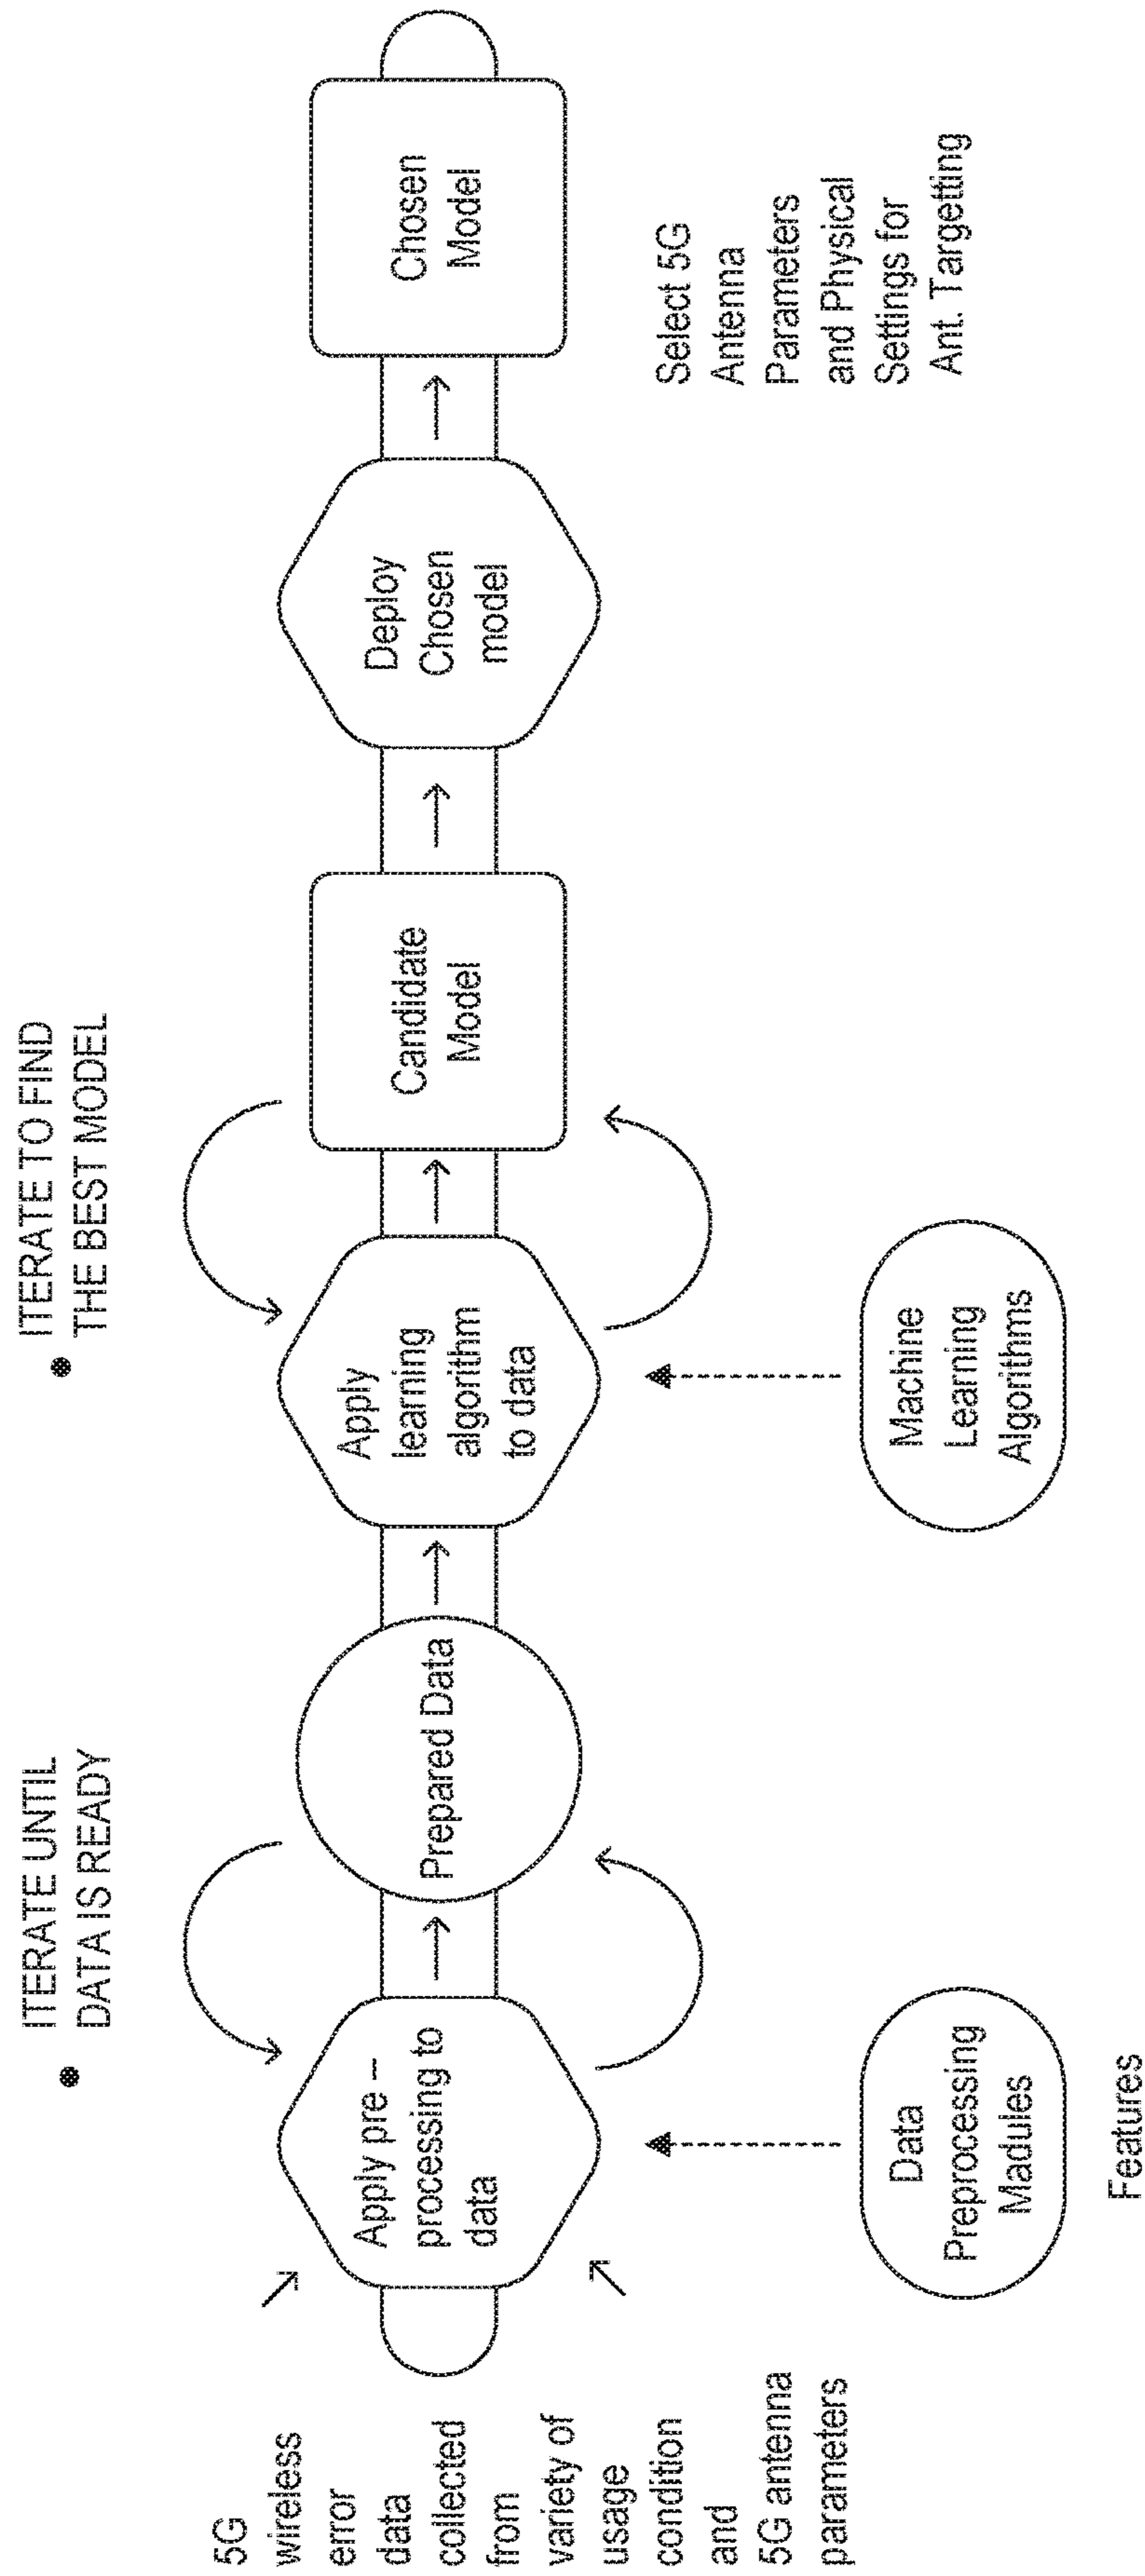 ITERATE UNTIL
DATA IS READY
ITERATE TO FIND
THE BEST MODEL
5G
wireless
error
data
collected
from
variety of
usage
condition
and
5G antenna
parameters
Apply pre –
processing to
data
Prepared Data
Apply
learning
algorithm
to data
Candidate
Model
Deploy
Chosen
model
Chosen
Model
Data
Preprocessing
Madules
Features
Machine
Learning
Algorithms
Select 5G
Antenna
Parameters
and Physical
Settings for
Ant. Targetting